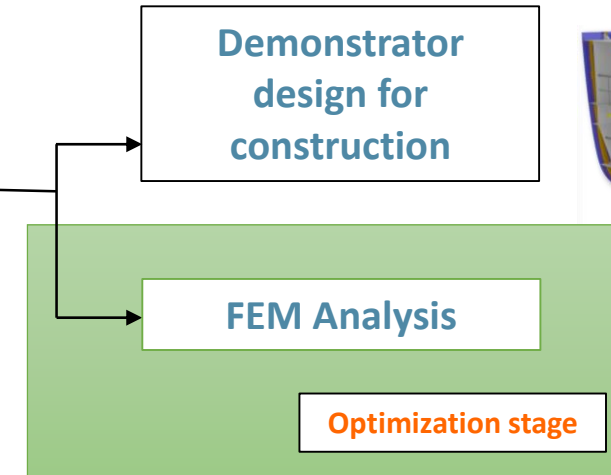 Demonstrator
design for
construction
FEM Analysis
Optimization stage